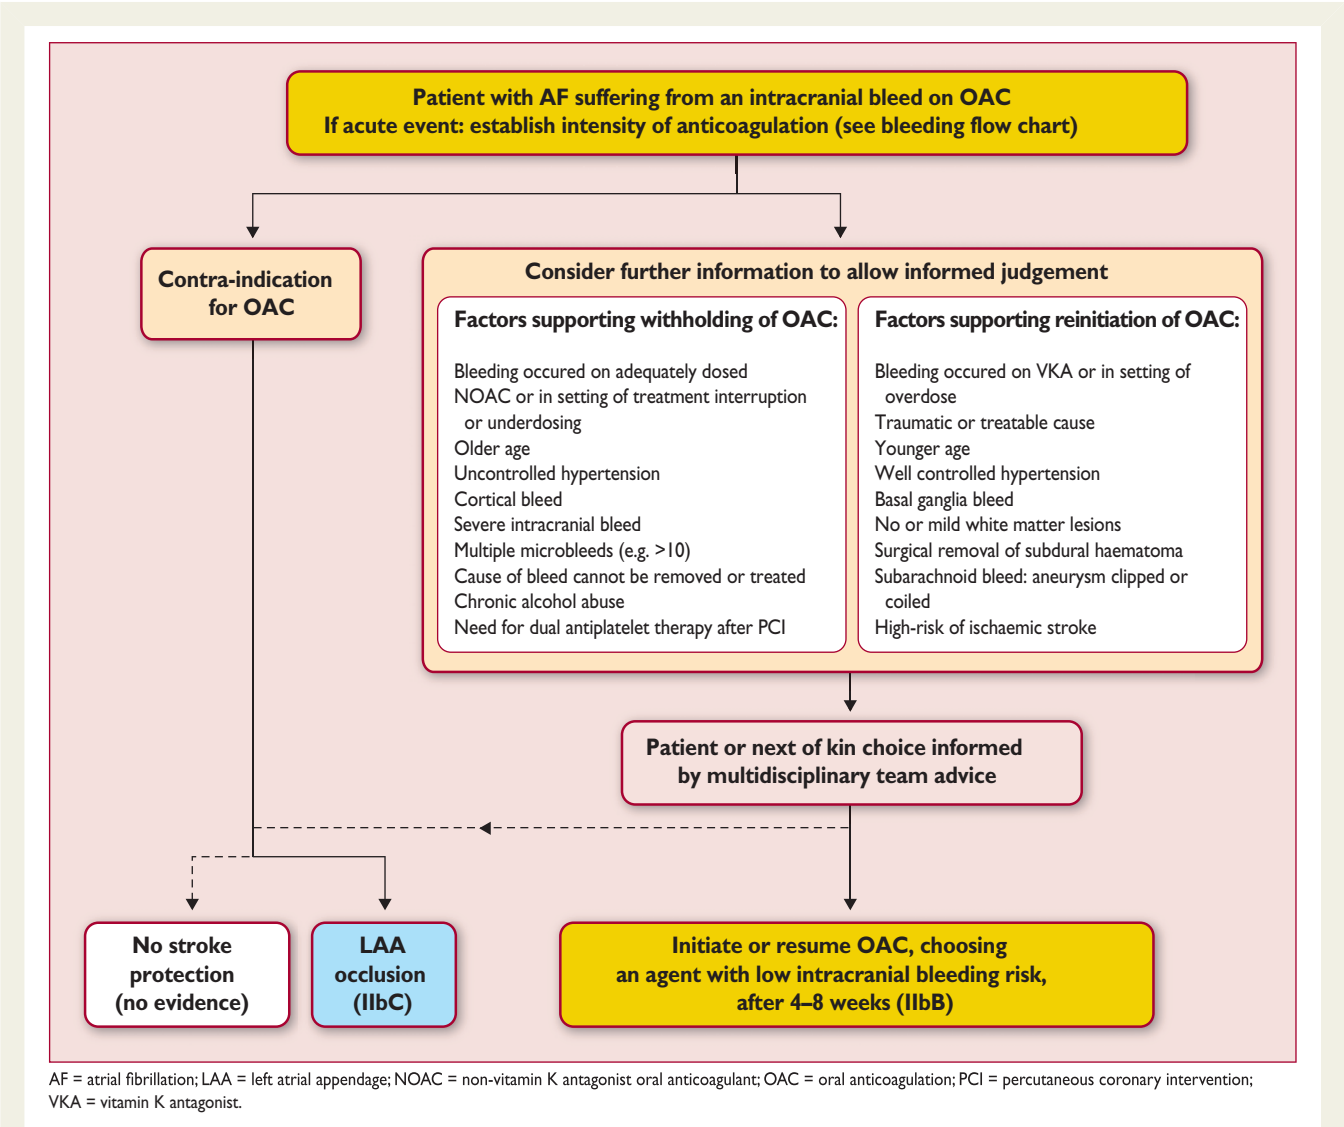 Patient with AF suffering from an intracranial bleed on OAC
If acute event: establish intensity of anticoagulation (see bleeding flow chart)
Contra-indication
for OAC
Consider further information to allow informed judgement
Factors supporting withholding of OAC:
Bleeding occured on adequately dosed
NOAC or in setting of treatment interruption
or underdosing
Older age
Uncontrolled hypertension
Cortical bleed
Severe intracranial bleed
Multiple microbleeds (e.g. >10)
Cause of bleed cannot be removed or treated
Chronic alcohol abuse
Need for dual antiplatelet therapy after PCI
Factors supporting reinitiation of OAC:
Bleeding occured on VKA or in setting of
overdose
Traumatic or treatable cause
Younger age
Well controlled hypertension
Basal ganglia bleed
No or mild white matter lesions
Surgical removal of subdural haematoma
Subarachnoid bleed: aneurysm clipped or
coiled
High-risk of ischaemic stroke
Patient or next of kin choice informed
by multidisciplinary team advice
No stroke
protection
(no evidence)
LAA
occlusion
(IIbC)
Initiate or resume OAC, choosing
an agent with low intracranial bleeding risk,
after 4–8 weeks (IIbB)
AF = atrial fibrillation; LAA = left atrial appendage; NOAC = non-vitamin K antagonist oral anticoagulant; OAC = oral anticoagulation; PCI = percutaneous coronary intervention;
VKA = vitamin K antagonist.